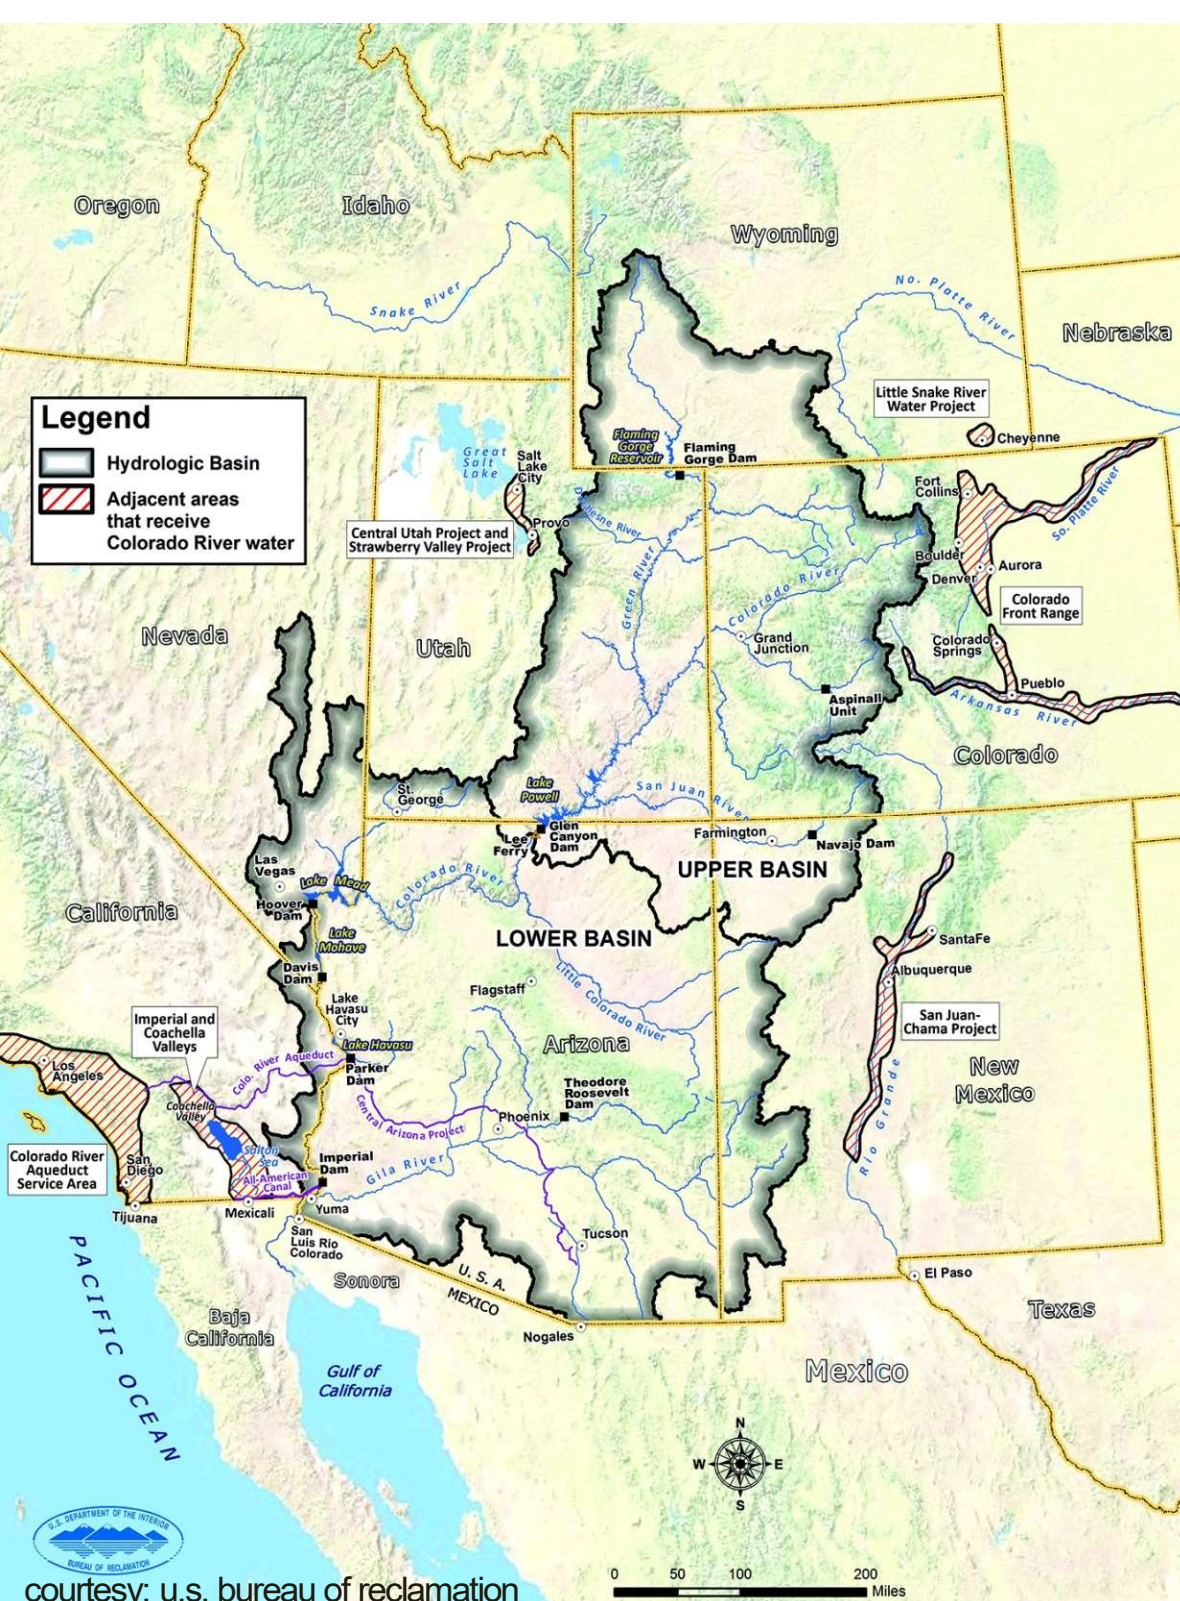 Oregon
Idaho
Wyoming
Snake River
No. Platte River
Nebraska
Legend
Hydrologic Basin
Adjacent areas
that receive
Colorado River water
Little Snake River
Water Project
Cheyenne
Flaming
Gorge
Reservoir
Flaming
Gorge Dam
Great
Salt
Lake
Salt
Lake
City
Provo
Central Utah Project and
Strawberry Valley Project
Duchesne River
Green River
Colorado River
Fort
Collins
So. Platte River
Boulder
Denver
Aurora
Colorado
Front Range
Nevada
Utah
Grand
Junction
Colorado
Springs
Pueblo
Aspinall
Unit
Arkansas River
Colorado
St.
George
Lake
Powell
San Juan River
Lee
Ferry
Glen
Canyon
Dam
Farmington
Navajo Dam
UPPER BASIN
Las
Vegas
Lake Mead
Colorado River
Hoover
Dam
California
Lake
Mohave
LOWER BASIN
SantaFe
Davis
Dam
Flagstaff
Little Colorado River
Albuquerque
Imperial and
Coachella
Valleys
Lake
Havasu
City
San Juan-
Chama Project
Lake Havasu
Arizona
Los
Angeles
Colo. River Aqueduct
Parker
Dam
New
Mexico
Coachella
Valley
Central Arizona Project
Phoenix
Theodore
Roosevelt
Dam
Rio Grande
Colorado River
Aqueduct
Service Area
San
Diego
Salton
Sea
Imperial
Dam
Gila River
All-American
Canal
Tijuana
Mexicali
Yuma
San
Luis Rio
Colorado
Tucson
PACIFIC OCEAN
Sonora
U. S. A.
MEXICO
El Paso
Baja
California
Nogales
Texas
Gulf of
California
Mexico
N
W E
S
U.S. DEPARTMENT OF THE INTERIOR
BUREAU OF RECLAMATION
courtesy: u.s. bureau of reclamation
0 50 100 200
Miles